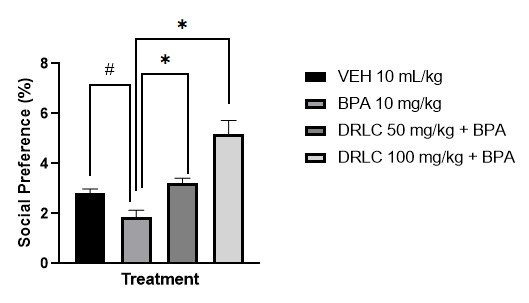 *
*
#
8
6
4
2
0
Social Preference (%)
Treatment
VEH 10 mL/kg
BPA 10 mg/kg
DRLC 50 mg/kg + BPA
DRLC 100 mg/kg + BPA